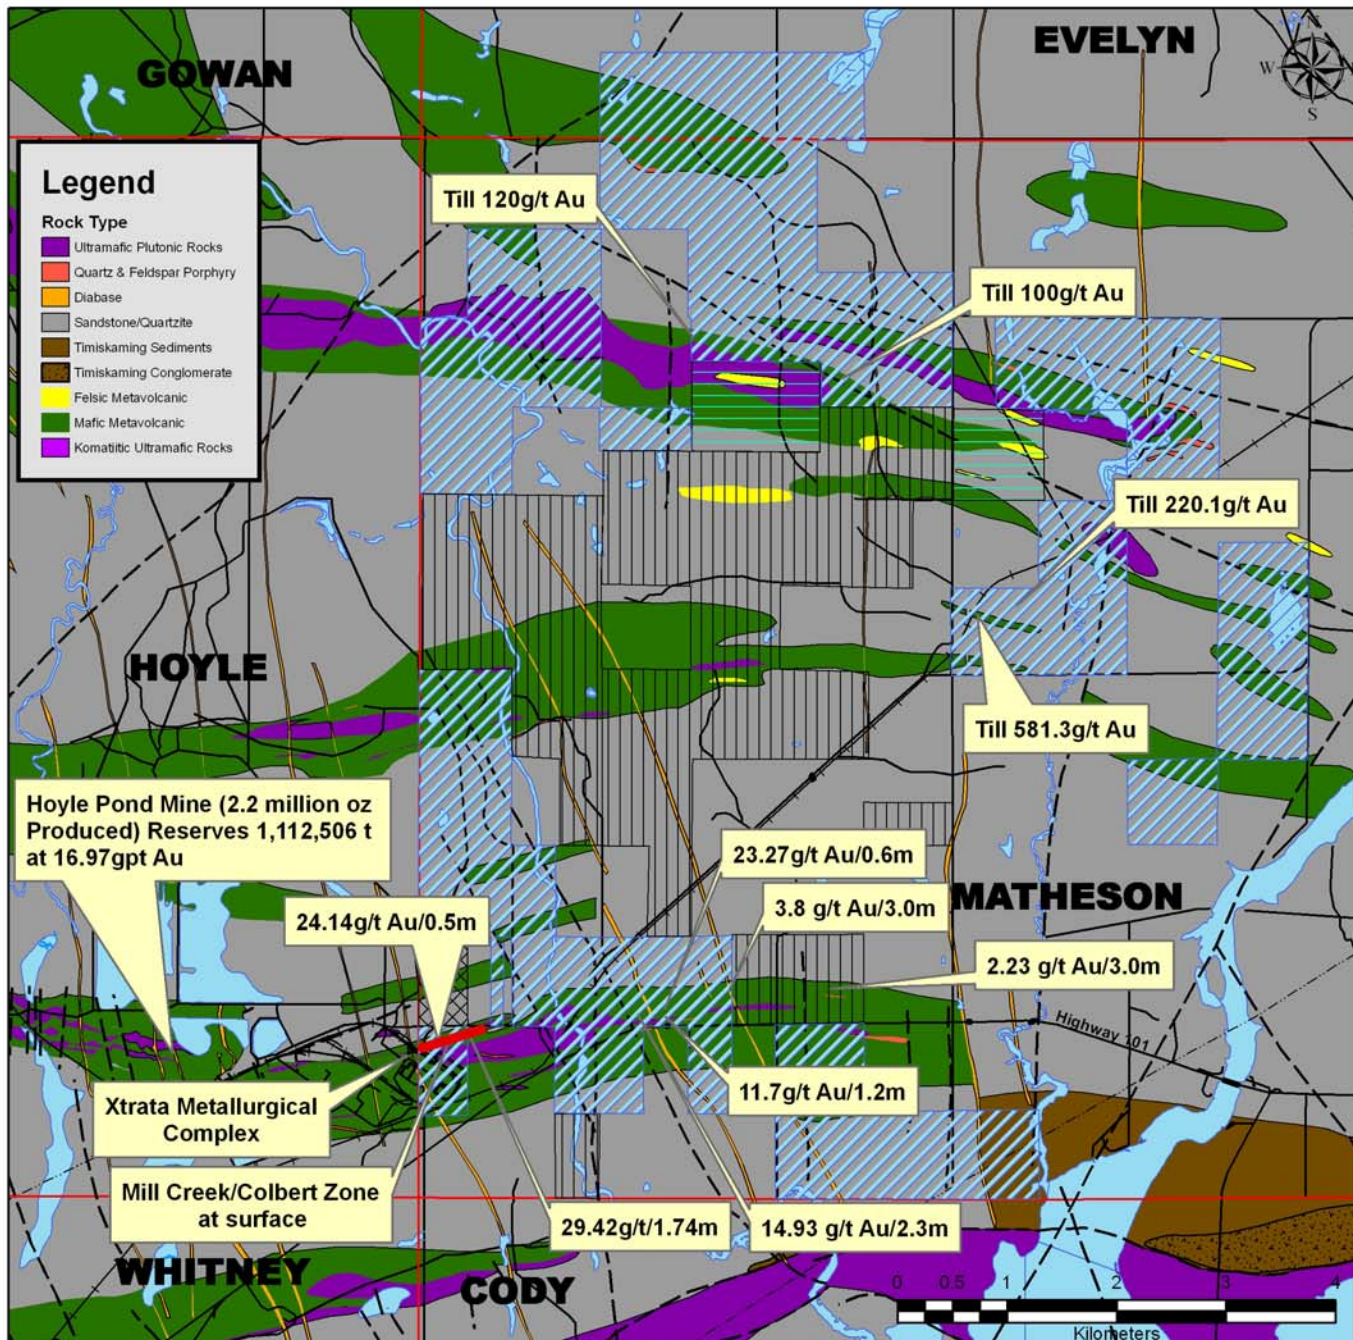 GOWAN
EVELYN
N
W
E
S
Legend
Rock Type
Ultramafic Plutonic Rocks
Quartz & Feldspar Porphyry
Diabase
Sandstone/Quartzite
Timiskaming Sediments
Timiskaming Conglomerate
Felsic Metavolcanic
Mafic Metavolcanic
Komatiitic Ultramafic Rocks
Till 120g/t Au
Till 100g/t Au
Till 220.1g/t Au
HOYLE
Till 581.3g/t Au
Hoyle Pond Mine (2.2 million oz
Produced) Reserves 1,112,506 t
at 16.97gpt Au
23.27g/t Au/0.6m
24.14g/t Au/0.5m
3.8 g/t Au/3.0m
MATHESON
2.23 g/t Au/3.0m
Highway 101
Xtrata Metallurgical
Complex
11.7g/t Au/1.2m
Mill Creek/Colbert Zone
at surface
29.42g/t/1.74m
14.93 g/t Au/2.3m
WHITNEY
CODY
0 0.5 1 2 3 4
Kilometers